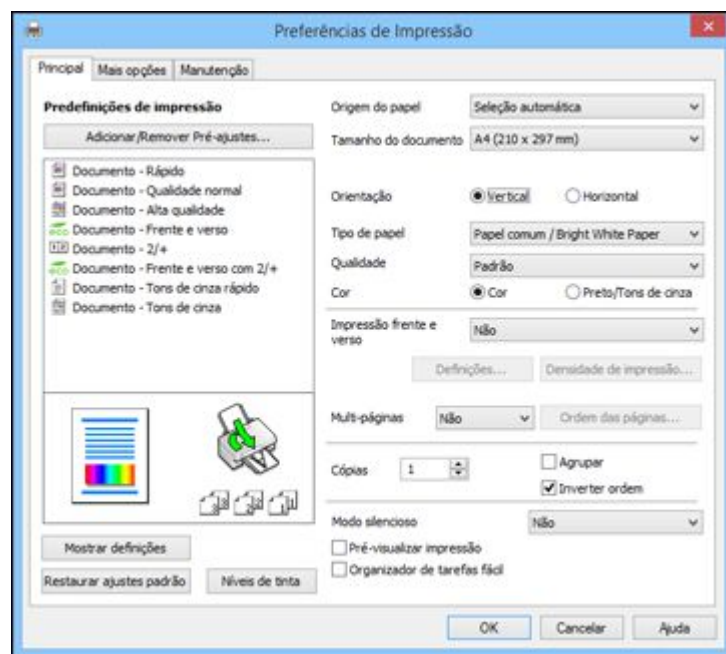 Preferências de Impressão
Principal
Mais opções
Manutenção
Predefinições de impressão
Adicionar/Remover Pré-ajustes...
Documento - Rápido
Documento - Qualidade normal
Documento - Alta qualidade
Documento - Frente e verso
Documento - 2/+
Documento - Frente e verso com 2/+
Documento - Tons de cinza rápido
Documento - Tons de cinza
Mostrar definições
Restaurar ajustes padrão
Níveis de tinta
Origem do papel
Seleção automática
Tamanho do documento
A4 (210 x 297 mm)
Orientação
Vertical
Horizontal
Tipo de papel
Papel comum / Bright White Paper
Qualidade
Padrão
Cor
Cor
Preto/Tons de cinza
Impressão frente e
verso
Não
Definições...
Densidade de impressão...
Multi-páginas
Não
Ordem das páginas...
Cópias
1
Agrupar
Inverter ordem
Modo silencioso
Não
Pré-visualizar impressão
Organizador de tarefas fácil
OK
Cancelar
Ajuda